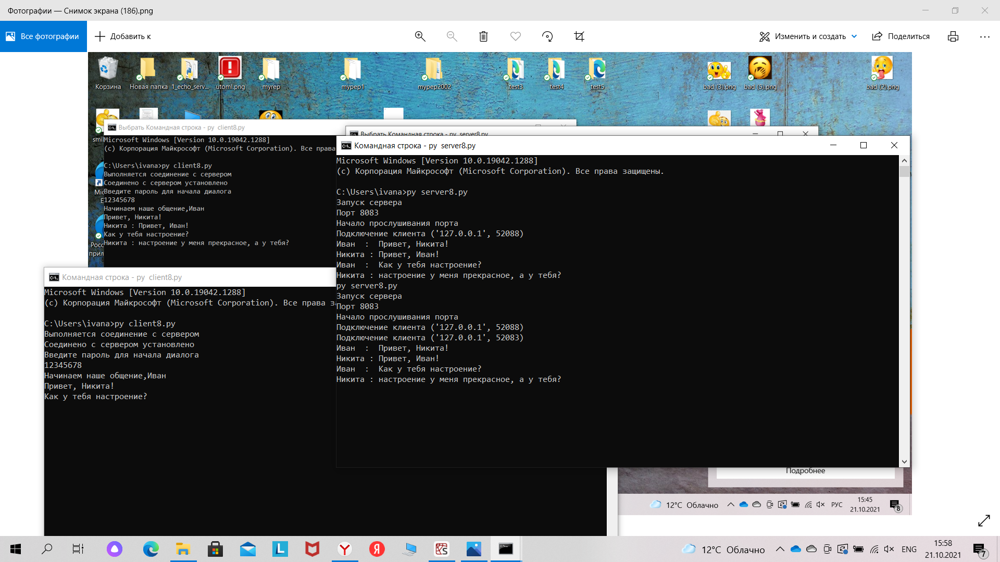 Фотографии — Снимок экрана (186).png
Все фотографии
Добавить к
Изменить и создать
Поделиться
Корзина
Новая папка
1_echo_serv...
utoml.png
myrep
mypep1
mypep2002
test3
test4
test5
bad (3).png
bad (5).png
bad (2).png
Выбрать Командная строка - py  client8.py
Microsoft Windows [Version 10.0.19042.1288]
(c) Корпорация Майкрософт (Microsoft Corporation). Все права
C:\Users\ivana>py client8.py
Выполняется соединение с сервером
Соединено с сервером установлено
Введите пароль для начала диалога
12345678
Начинаем наше общение,Иван
Привет, Никита!
Никита : Привет, Иван!
Как у тебя настроение?
Никита : настроение у меня прекрасное, а у тебя?
Выбрать Командная строка - py  server8.py
Командная строка - py  server8.py
Microsoft Windows [Version 10.0.19042.1288]
(c) Корпорация Майкрософт (Microsoft Corporation). Все права защищены.
C:\Users\ivana>py server8.py
Запуск сервера
Порт 8083
Начало прослушивания порта
Подключение клиента ('127.0.0.1', 52088)
Иван  :  Привет, Никита!
Никита : Привет, Иван!
Иван  :  Как у тебя настроение?
Никита : настроение у меня прекрасное, а у тебя?
py server8.py
Запуск сервера
Порт 8083
Начало прослушивания порта
Подключение клиента ('127.0.0.1', 52088)
Подключение клиента ('127.0.0.1', 52083)
Иван  :  Привет, Никита!
Никита : Привет, Иван!
Иван  :  Как у тебя настроение?
Никита : настроение у меня прекрасное, а у тебя?
Командная строка - py  client8.py
Microsoft Windows [Version 10.0.19042.1288]
(c) Корпорация Майкрософт (Microsoft Corporation). Все права
C:\Users\ivana>py client8.py
Выполняется соединение с сервером
Соединено с сервером установлено
Введите пароль для начала диалога
12345678
Начинаем наше общение,Иван
Привет, Никита!
Как у тебя настроение?
Подробнее
12°C  Облачно
РУС
15:45
21.10.2021
8
12°C  Облачно
ENG
15:58
21.10.2021
7